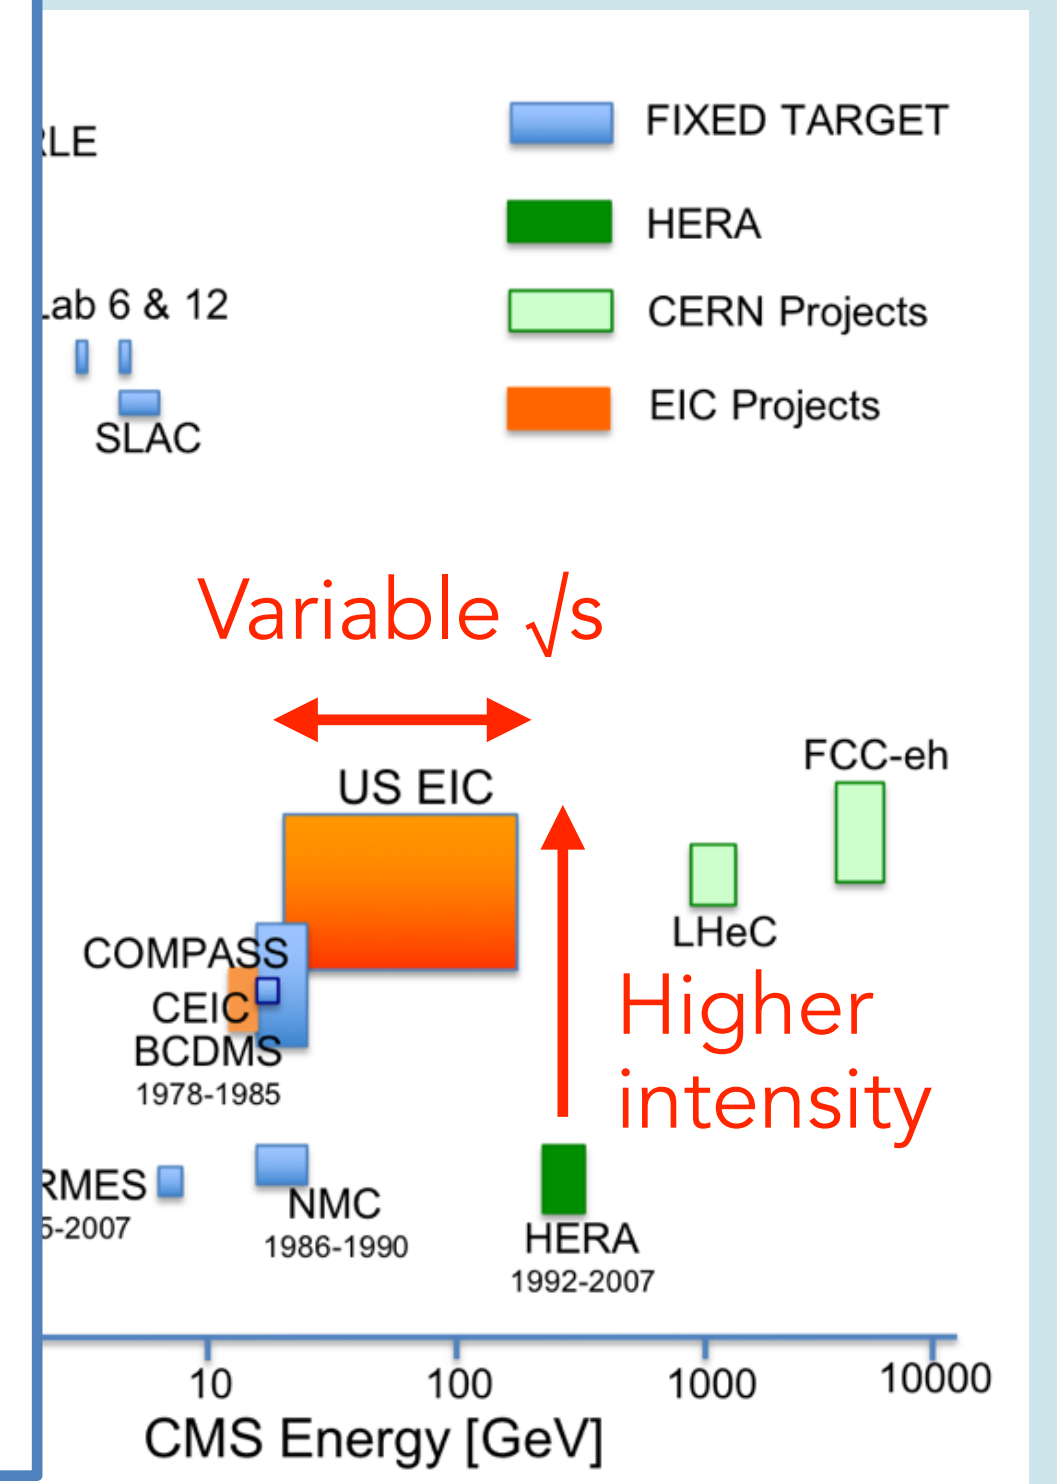 RLE
FIXED TARGET
HERA
CERN Projects
EIC Projects
Lab 6 & 12
SLAC
Variable √s
US EIC
FCC-eh
LHeC
COMPASS
CEIC
BCDMS
1978-1985
Higher
intensity
RMES
5-2007
NMC
1986-1990
HERA
1992-2007
10 100 1000 10000
CMS Energy [GeV]